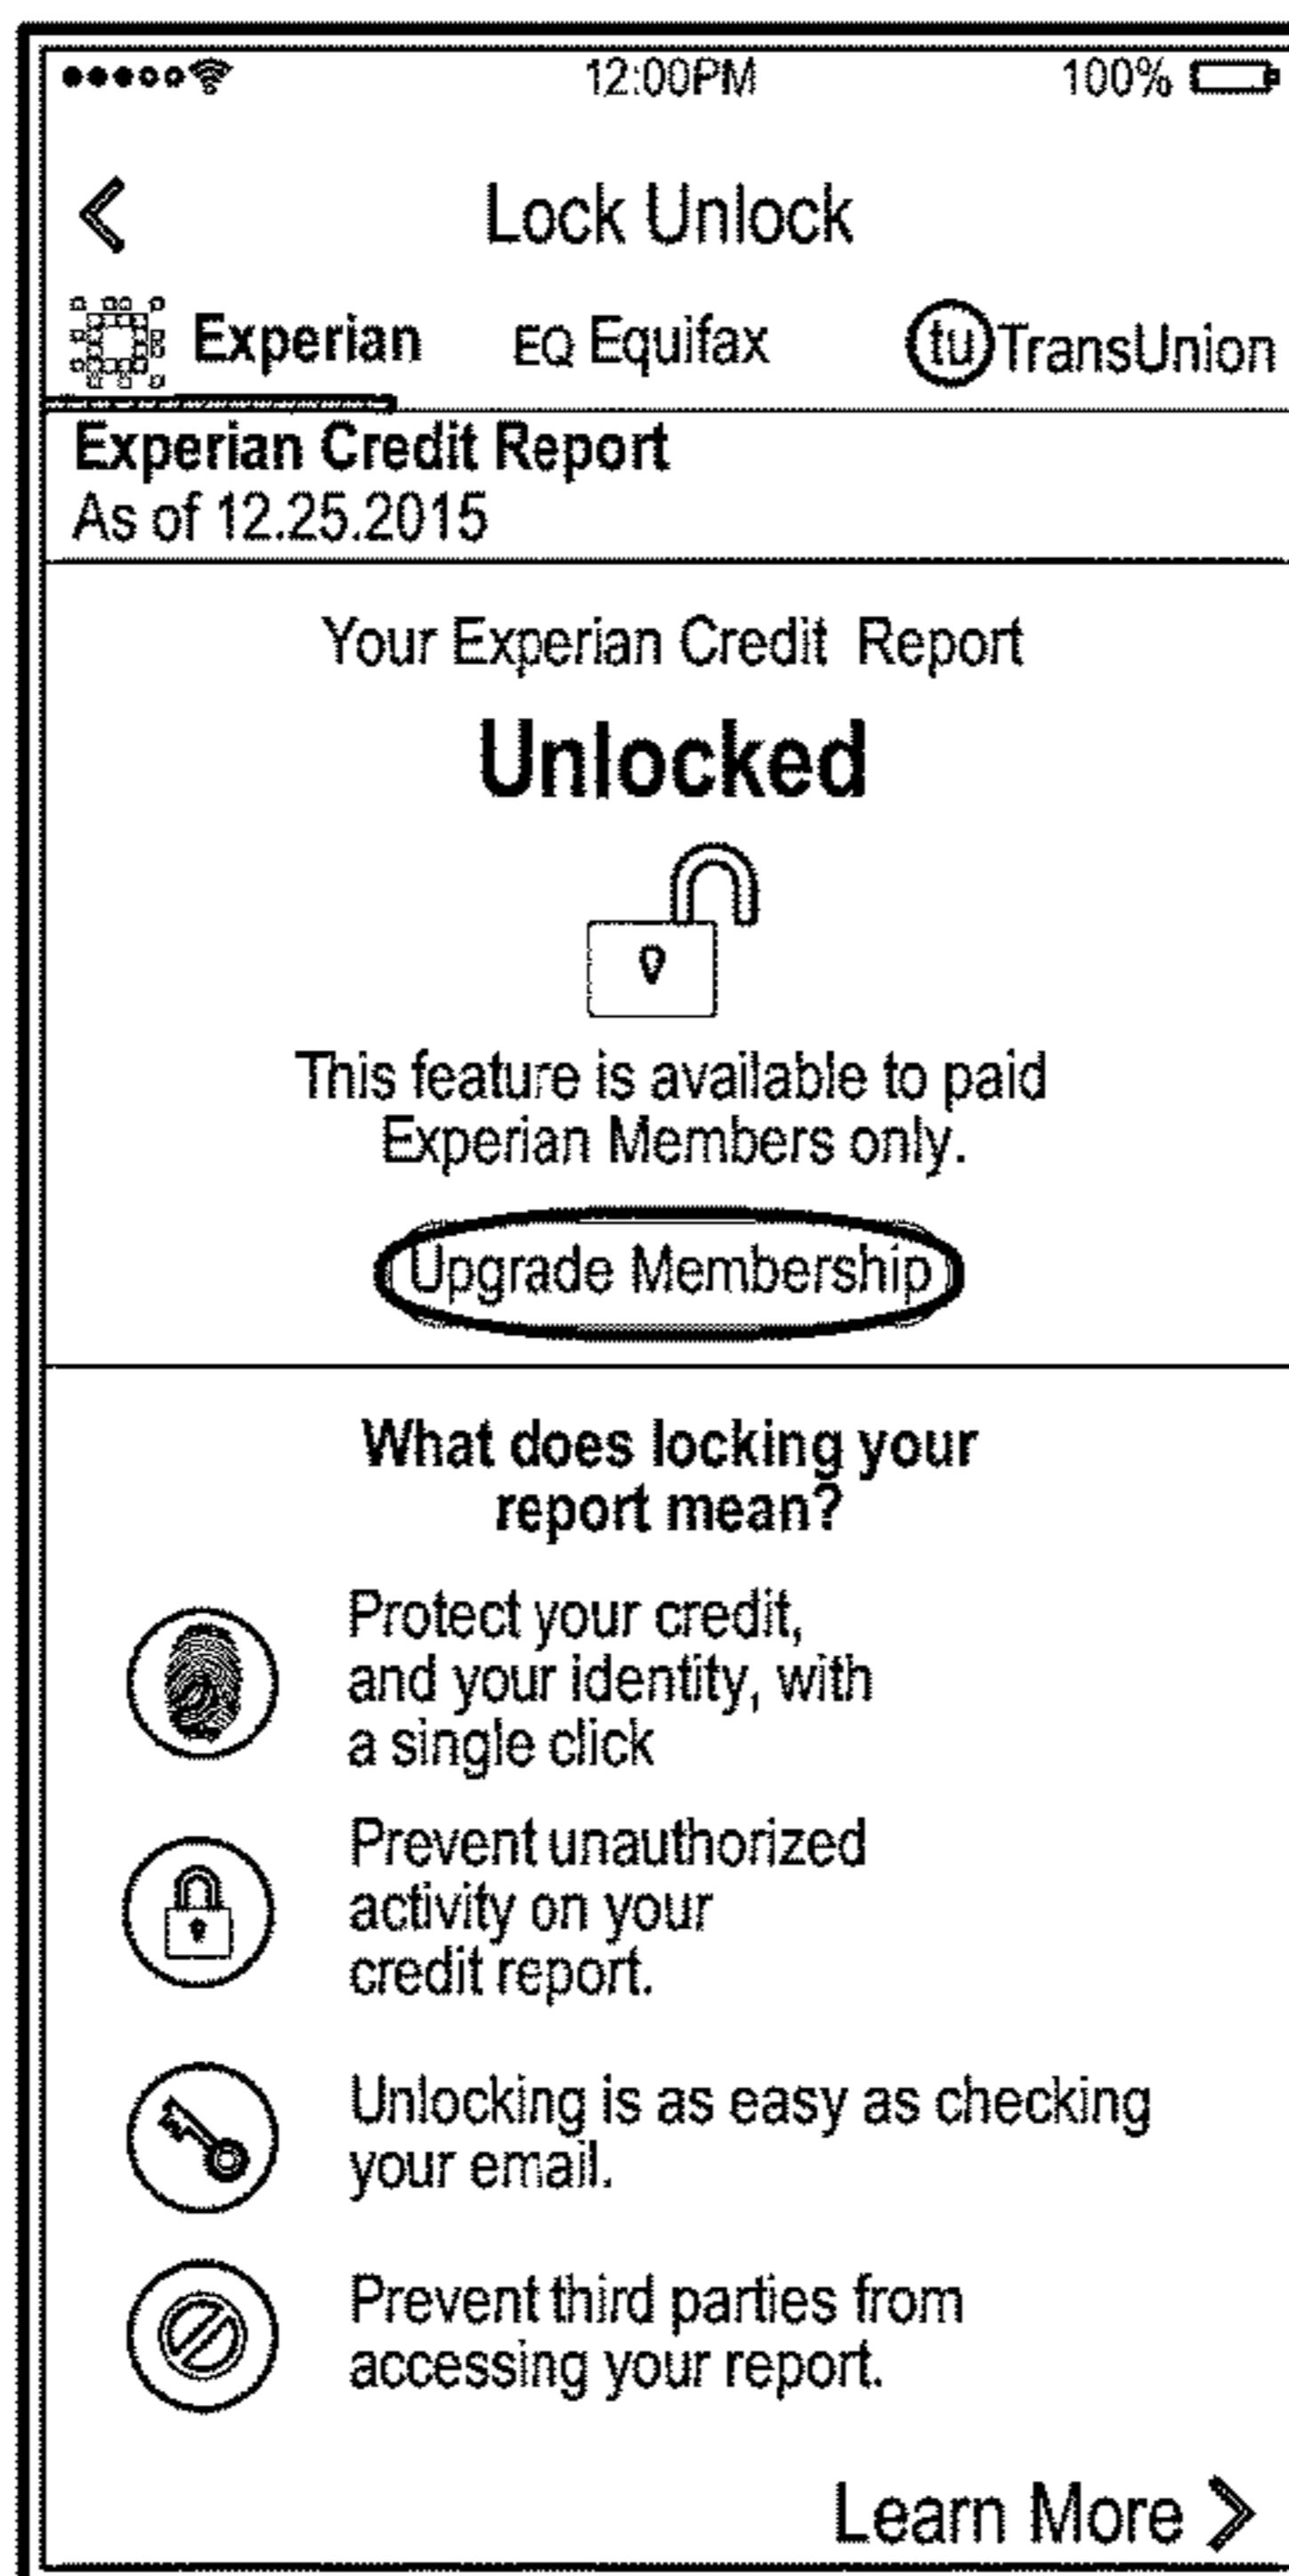 12:00PM 100%
Lock Unlock
Experian EQ Equifax tu TransUnion
Experian Credit Report
As of 12.25.2015
Your Experian Credit Report
Unlocked
This feature is available to paid
Experian Members only.
Upgrade Membership
What does locking your
report mean?
Protect your credit,
and your identity, with
a single click
Prevent unauthorized
activity on your
credit report.
Unlocking is as easy as checking
your email.
Prevent third parties from
accessing your report.
Learn More